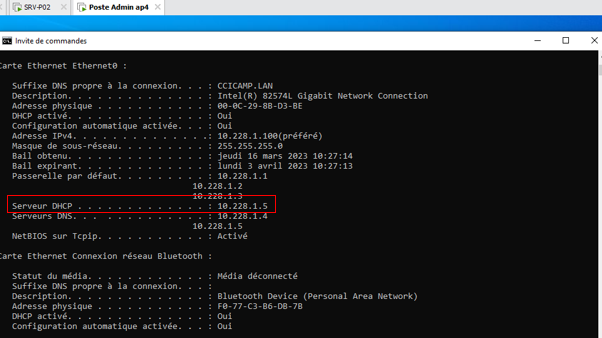 SRV-P02 Poste Admin ap4
Invite de commandes
Carte Ethernet Ethernet0 :
Suffixe DNS propre à la connexion. . . : CCICAMP.LAN
Description. . . . . . . . . . . . . . : Intel(R) 82574L Gigabit Network Connection
Adresse physique . . . . . . . . . . . : 00-0C-29-8B-D3-BE
DHCP activé. . . . . . . . . . . . . . : Oui
Configuration automatique activée. . . : Oui
Adresse IPv4. . . . . . . . . . . . . .: 10.228.1.100(préféré)
Masque de sous-réseau. . . . . . . . . : 255.255.255.0
Bail obtenu. . . . . . . . . . . . . . : jeudi 16 mars 2023 10:27:14
Bail expirant. . . . . . . . . . . . . : lundi 3 avril 2023 10:27:13
Passerelle par défaut. . . . . . . . . : 10.228.1.1
10.228.1.2
10.228.1.3
Serveur DHCP . . . . . . . . . . . . . : 10.228.1.5
Serveurs DNS. . . . . . . . . . . . . : 10.228.1.4
10.228.1.5
NetBIOS sur Tcpip. . . . . . . . . . . : Activé
Carte Ethernet Connexion réseau Bluetooth :
Statut du média. . . . . . . . . . . . : Média déconnecté
Suffixe DNS propre à la connexion. . . :
Description. . . . . . . . . . . . . . : Bluetooth Device (Personal Area Network)
Adresse physique . . . . . . . . . . . : F0-77-C3-B6-DB-7B
DHCP activé. . . . . . . . . . . . . . : Oui
Configuration automatique activée. . . : Oui